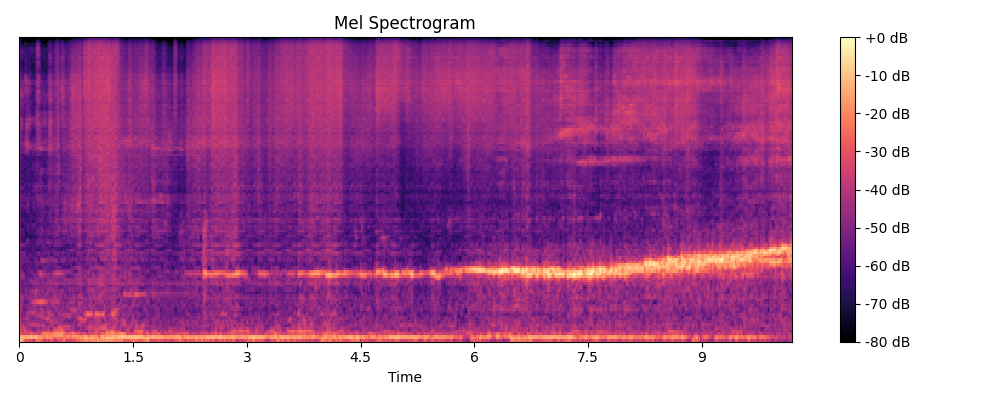 Mel Spectrogram
+0 dB
-10 dB
-20 dB
-30 dB
-40 dB
-50 dB
-60 dB
-70 dB
-80 dB
0 1.5 3 4.5 6 7.5 9
Time